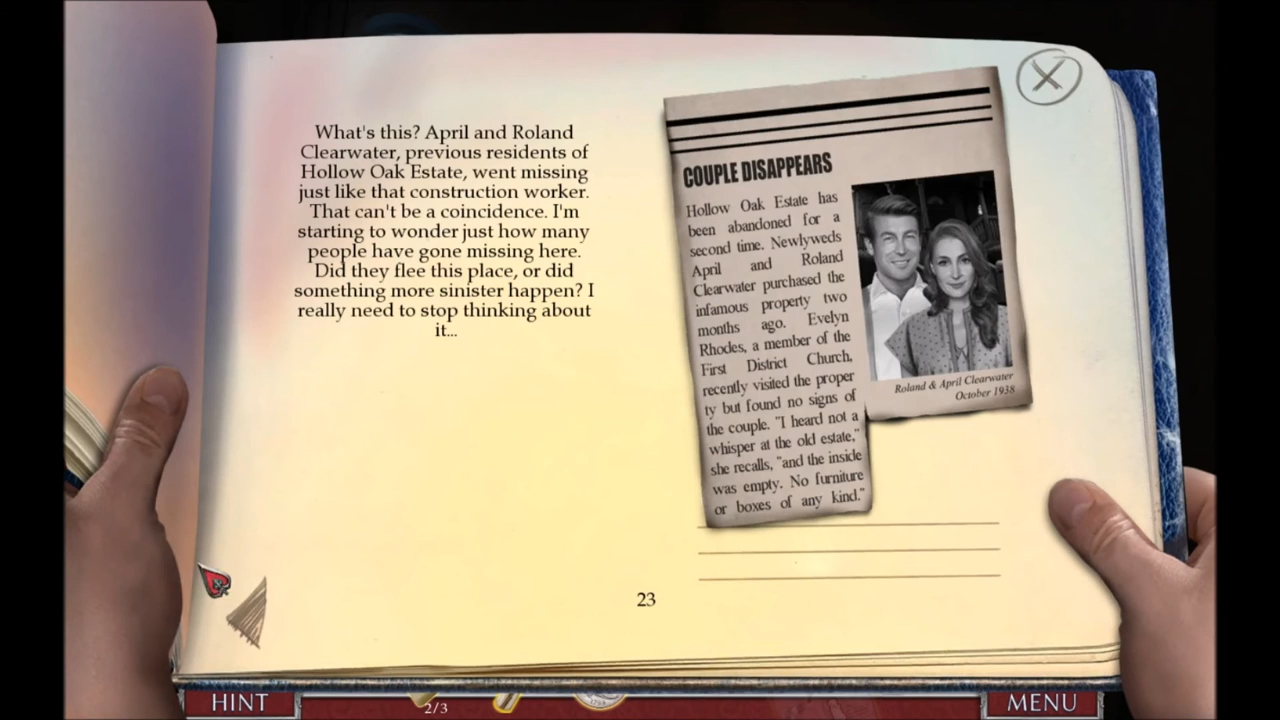 What's this? April and Roland
Clearwater, previous residents of
Hollow Oak Estate, went missing
just like that construction worker.
That can't be a coincidence. I'm
starting to wonder just how many
people have gone missing here.
Did they flee this place, or did
something more sinister happen? I
really need to stop thinking about
it...
COUPLE DISAPPEARS
Hollow Oak Estate has
been abandoned for a
second time. Newlyweds
April and Roland
Clearwater purchased the
infamous property two
months ago. Evelyn
Rhodes, a member of the
First District Church,
recently visited the proper
ty but found no signs of
the couple. "I heard not a
whisper at the old estate,"
she recalls, "and the inside
was empty. No furniture
or boxes of any kind."
Roland & April Clearwater
October 1938
23
HINT
2/3
MENU